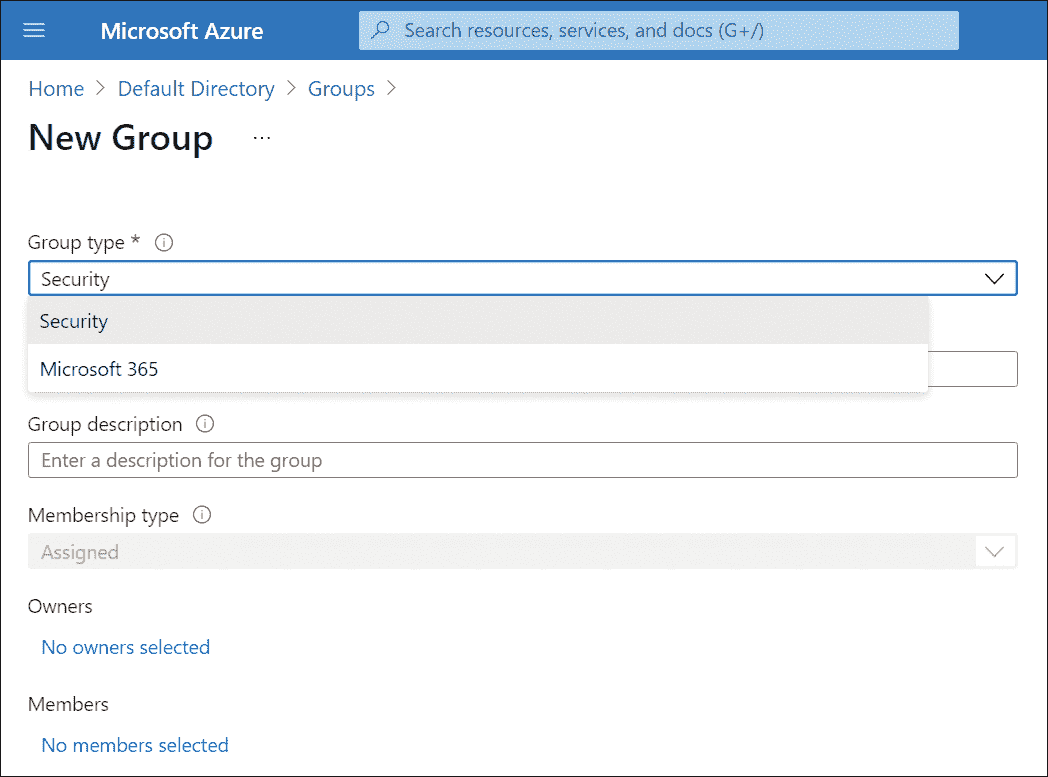 Microsoft Azure
Search resources, services, and docs (G+/)
Home > Default Directory > Groups >
New Group ...
Group type *
Security
Security
Microsoft 365
Group description
Enter a description for the group
Membership type
Assigned
Owners
No owners selected
Members
No members selected